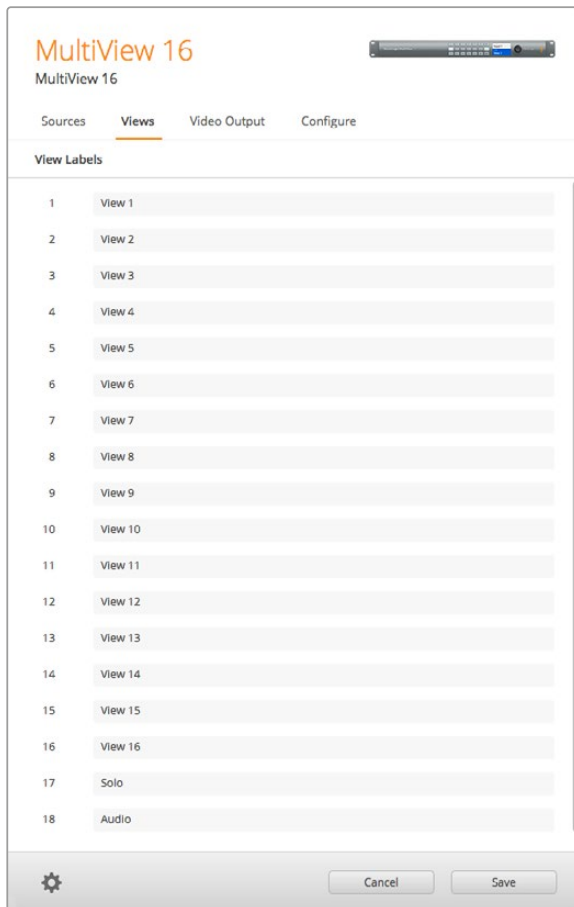 MultiView 16
MultiView 16
Sources Views Video Output Configure
View Labels
1 View 1
2 View 2
3 View 3
4 View 4
5 View 5
6 View 6
7 View 7
8 View 8
9 View 9
10 View 10
11 View 11
12 View 12
13 View 13
14 View 14
15 View 15
16 View 16
17 Solo
18 Audio
Cancel Save